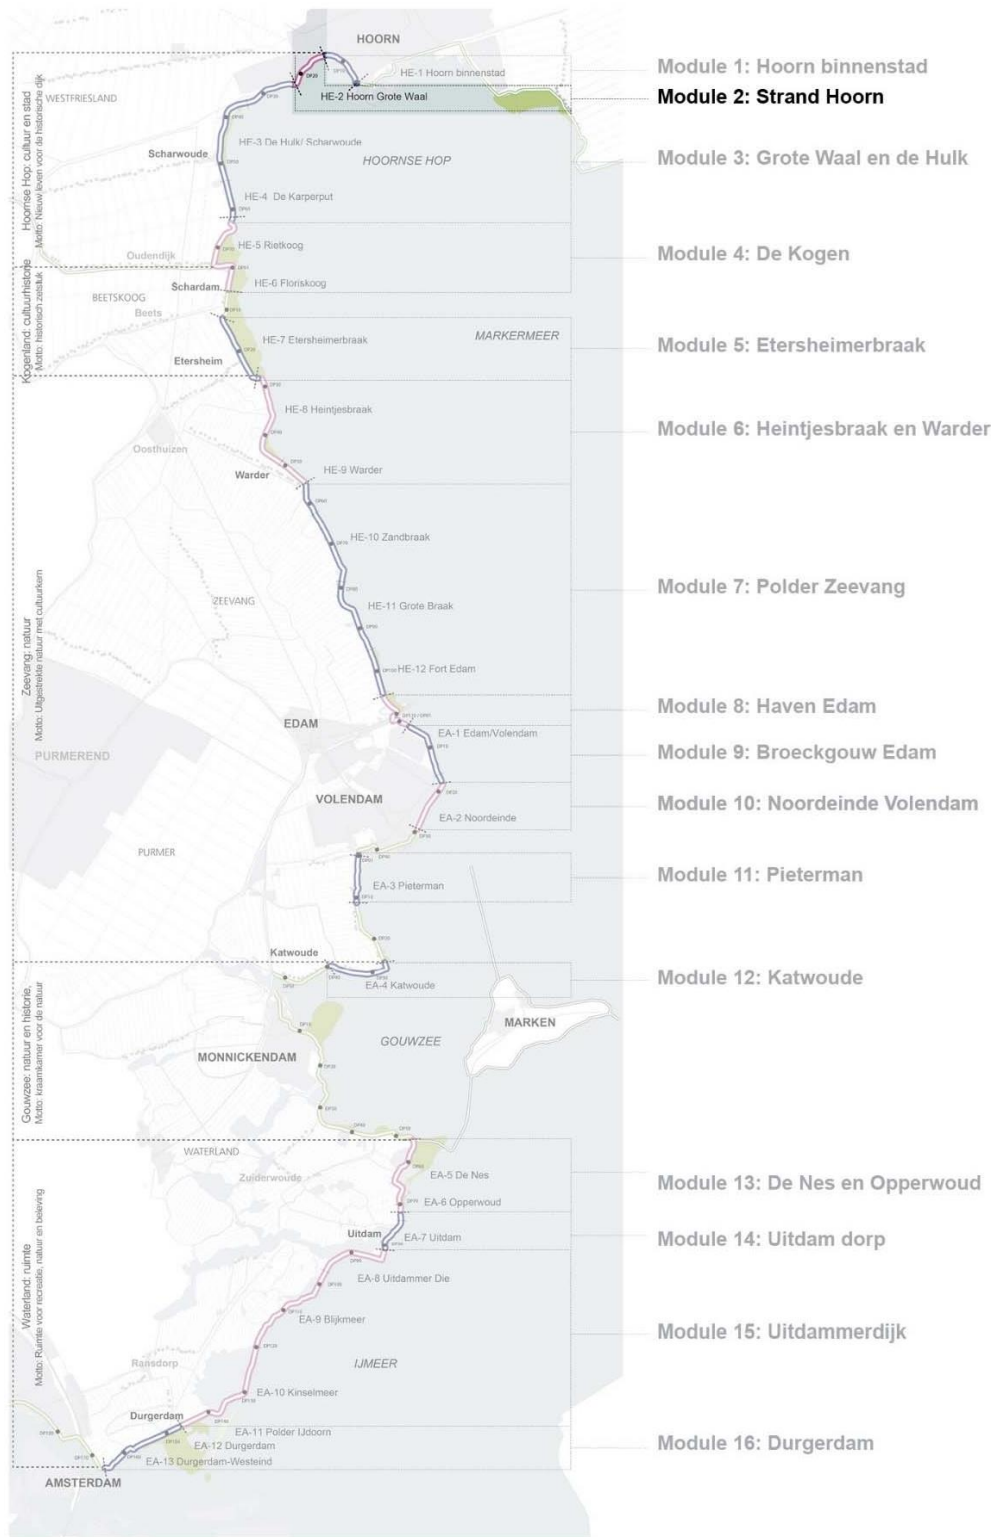 HOORN
HE-1 Hoorn binnenstad
Module 1: Hoorn binnenstad
DP20
HE-2 Hoorn Grote Waal
Module 2: Strand Hoorn
WESTFRIESLAND
HE-3 De Hulk/ Scharwoude
Scharwoude
HOORNSE HOP
Module 3: Grote Waal en de Hulk
HE-4 De Karperput
Hoornse Hop: cultuur en stad
Motto: Nieuw leven voor de historische dijk
HE-5 Rietkoog
Oudendijk
Module 4: De Kogen
HE-6 Floriskoog
Schardam
BEETSKOOG
Beets
Kogenland: cultuurhistorie
Motto: historisch zetstuk
MARKERMEER
HE-7 Etersheimerbraak
Module 5: Etersheimerbraak
Etersheim
HE-8 Heintjesbraak
Module 6: Heintjesbraak en Warder
Oosthuizen
HE-9 Warder
Warder
HE-10 Zandbraak
ZEEVANG
Module 7: Polder Zeevang
HE-11 Grote Braak
Zeevang: natuur
Motto: Uitgestrekte natuur met cultuurkern
HE-12 Fort Edam
Module 8: Haven Edam
EDAM
EA-1 Edam/Volendam
Module 9: Broeckgouw Edam
PURMEREND
VOLENDAM
Module 10: Noordeinde Volendam
EA-2 Noordeinde
PURMER
EA-3 Pieterman
Module 11: Pieterman
Katwoude
EA-4 Katwoude
Module 12: Katwoude
Gouwzee: natuur en historie.
Motto: kraamkamer voor de natuur
MARKEN
GOUWZEE
MONNICKENDAM
WATERLAND
Zuiderwoude
EA-5 De Nes
Module 13: De Nes en Opperwoud
EA-6 Opperwoud
Uitdam
EA-7 Uitdam
Module 14: Uitdam dorp
EA-8 Uitdammer Die
EA-9 Blijkmeer
Module 15: Uitdammerdijk
Waterland: ruimte
Motto: Ruimte voor recreatie, natuur en beleving
Ransdorp
IJMEER
EA-10 Kinselmeer
Durgerdam
EA-11 Polder IJdoorn
EA-12 Durgerdam
Module 16: Durgerdam
EA-13 Durgerdam-Westeind
AMSTERDAM